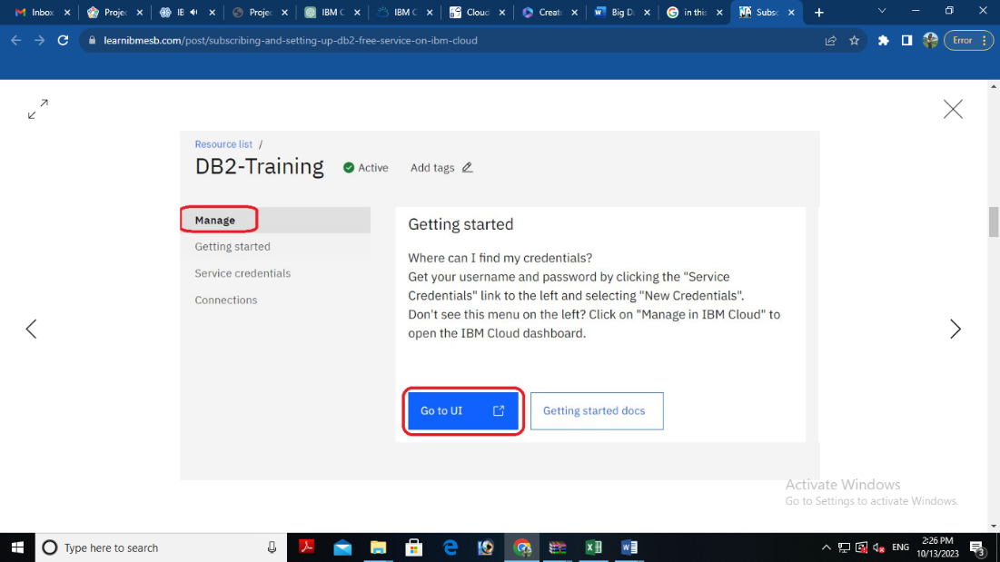 Inbox
Projec
IE
Projec
IBM C
IBM C
Cloud
Create
Big Da
in this
Subsc
learnibmesb.com/post/subscribing-and-setting-up-db2-free-service-on-ibm-cloud
Error
Resource list /
DB2-Training
Active
Add tags
Manage
Getting started
Service credentials
Connections
Getting started
Where can I find my credentials?
Get your username and password by clicking the "Service
Credentials" link to the left and selecting "New Credentials".
Don't see this menu on the left? Click on "Manage in IBM Cloud" to
open the IBM Cloud dashboard.
Go to UI
Getting started docs
Activate Windows
Go to Settings to activate Windows.
Type here to search
ENG
2:26 PM
10/13/2023
3